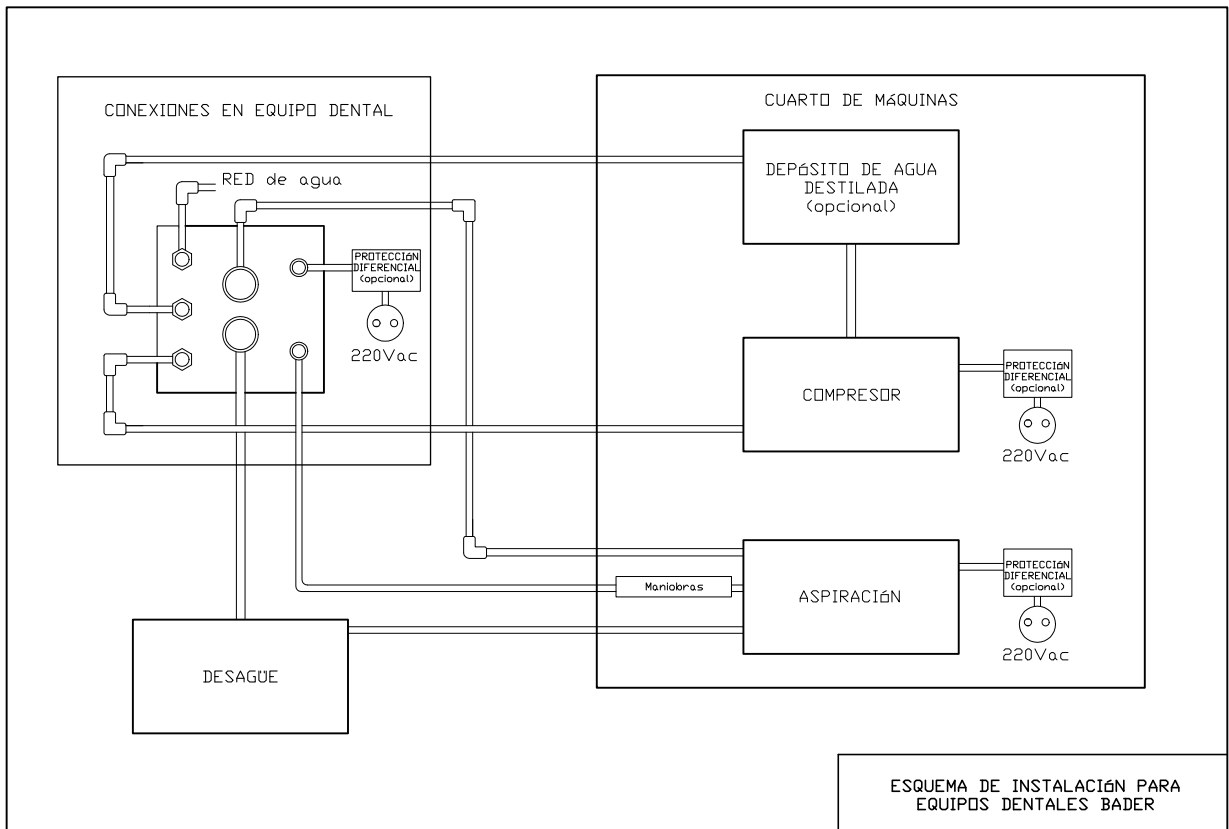 CONEXIONES EN EQUIPO DENTAL
RED de agua
PROTECCIóN
DIFERENCIAL
(opcional)
220Vac
CUARTO DE MáQUINAS
DEPóSITO DE AGUA
DESTILADA
(opcional)
COMPRESOR
PROTECCIóN
DIFERENCIAL
(opcional)
220Vac
Maniobras
ASPIRACIóN
PROTECCIóN
DIFERENCIAL
(opcional)
220Vac
DESAGÜE
ESQUEMA DE INSTALACIóN PARA
EQUIPOS DENTALES BADER